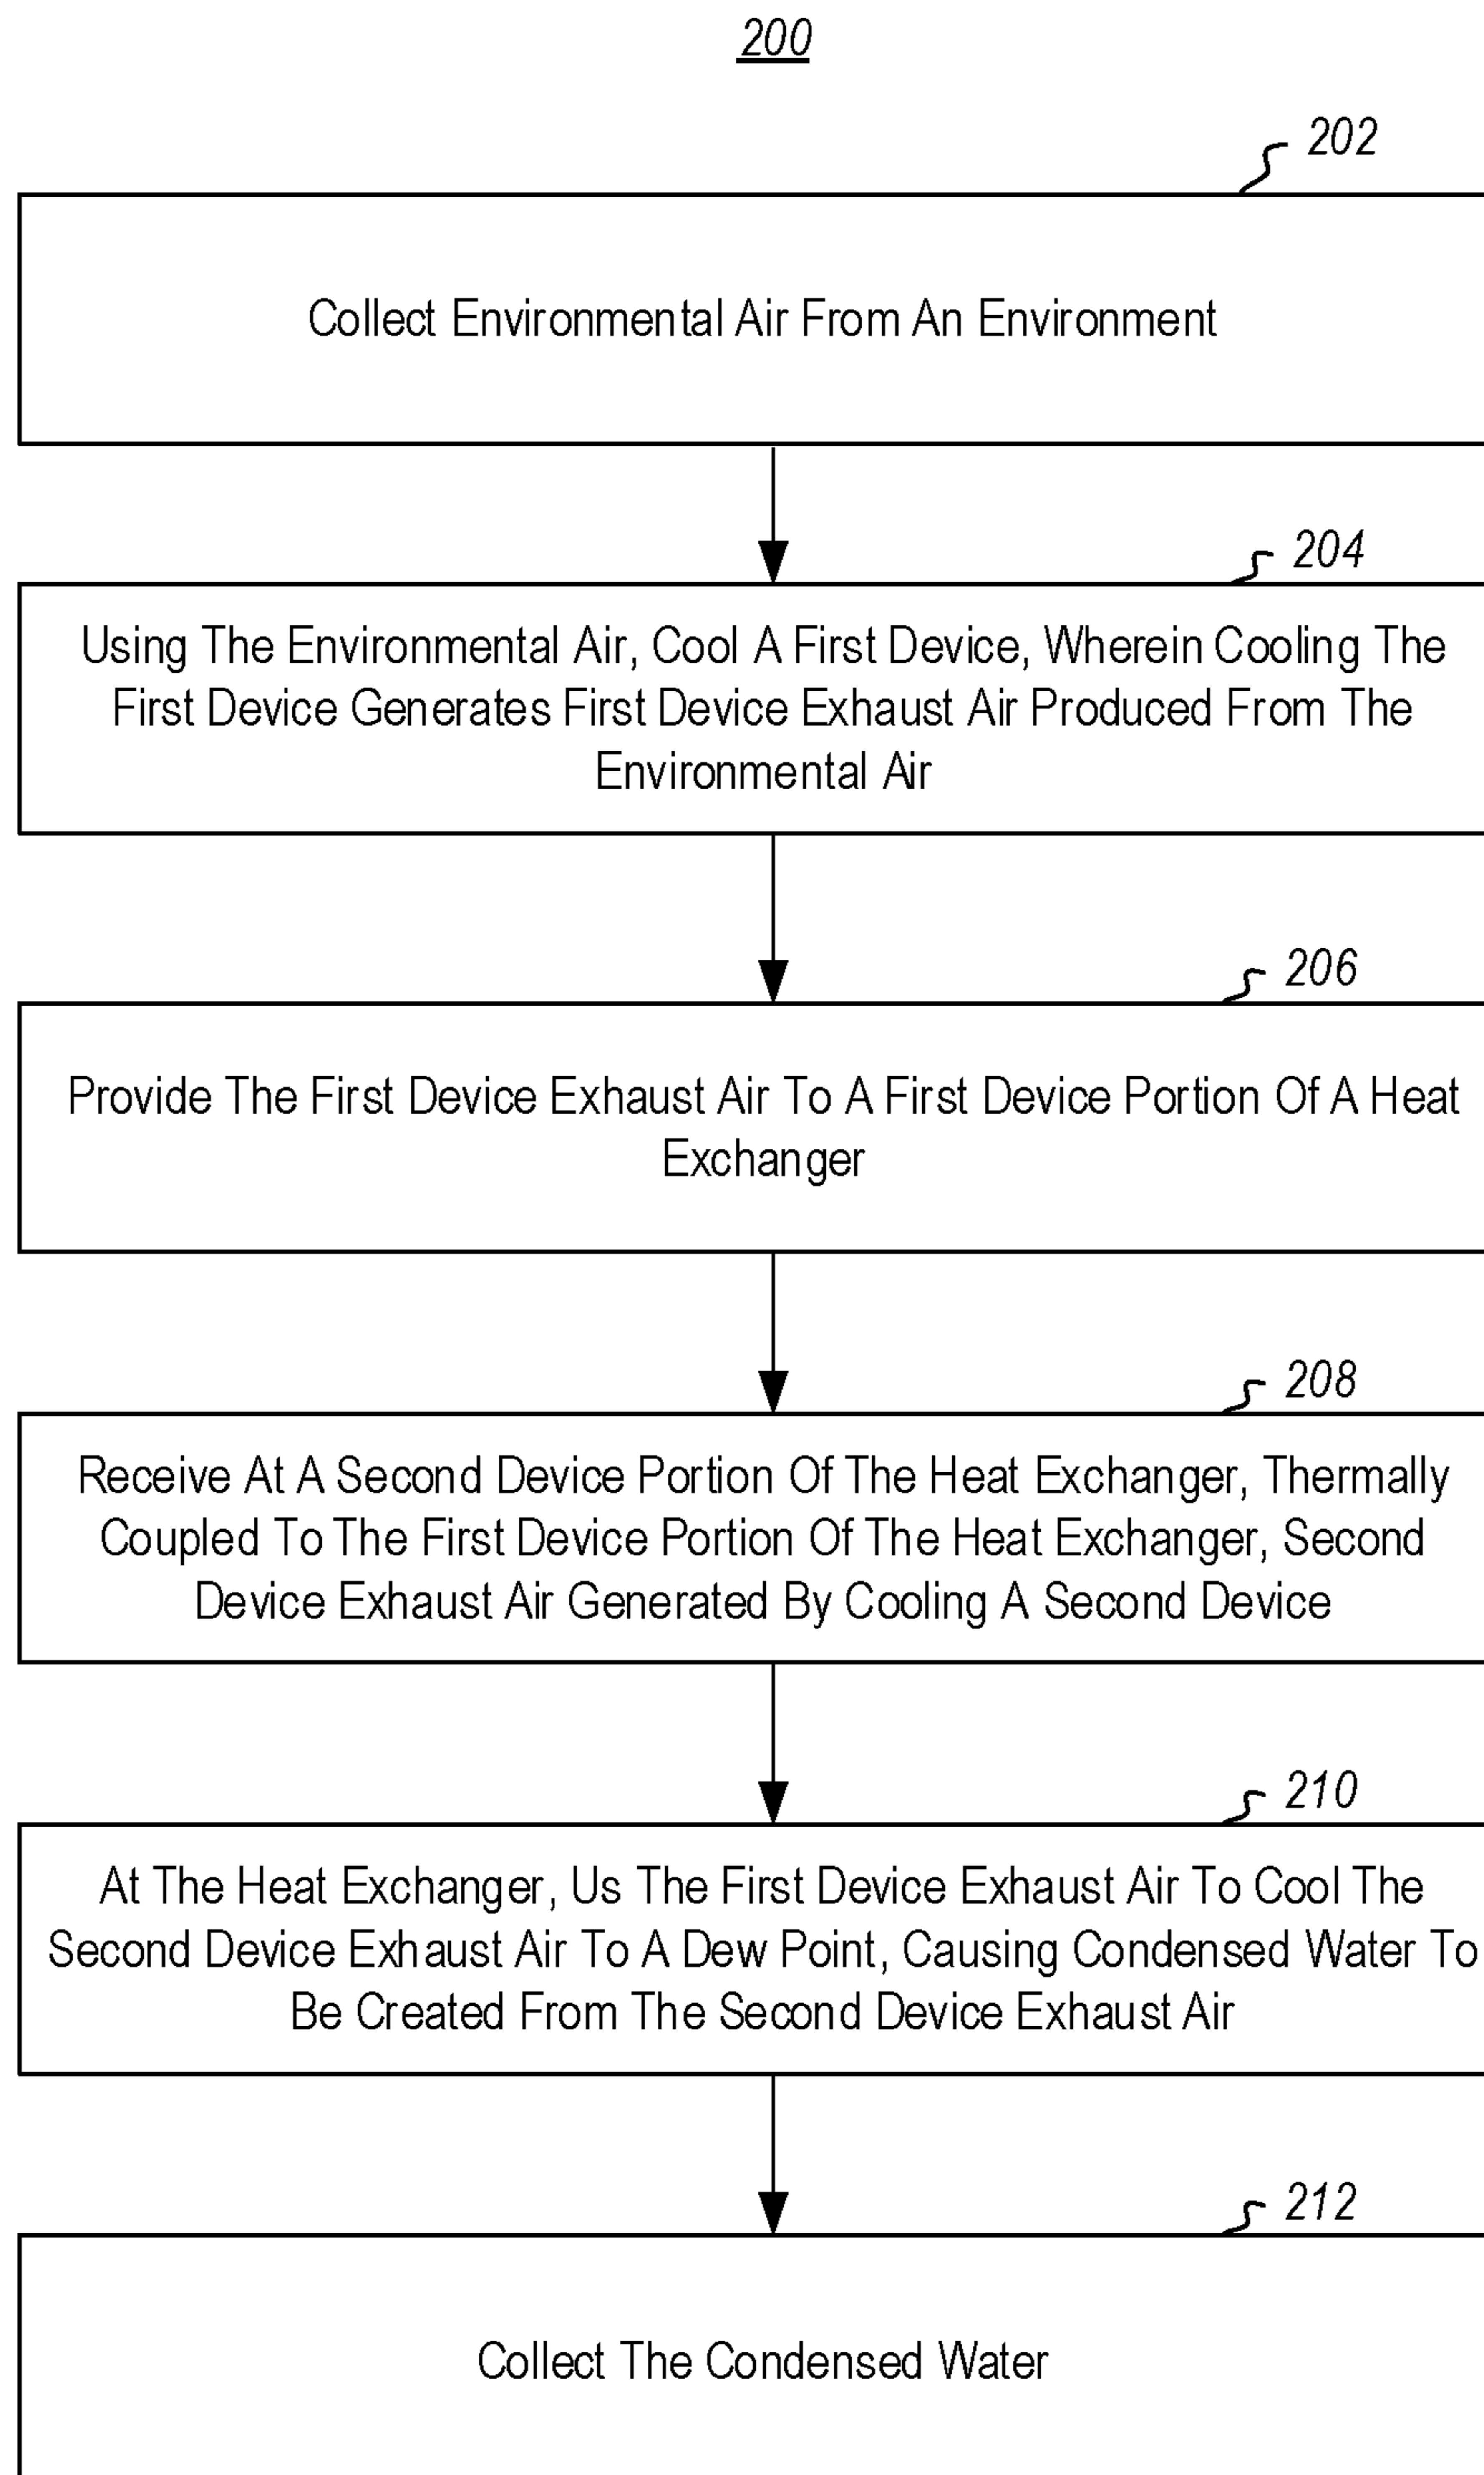 200
202
Collect Environmental Air From An Environment
204
Using The Environmental Air, Cool A First Device, Wherein Cooling The
First Device Generates First Device Exhaust Air Produced From The
Environmental Air
206
Provide The First Device Exhaust Air To A First Device Portion Of A Heat
Exchanger
208
Receive At A Second Device Portion Of The Heat Exchanger, Thermally
Coupled To The First Device Portion Of The Heat Exchanger, Second
Device Exhaust Air Generated By Cooling A Second Device
210
At The Heat Exchanger, Us The First Device Exhaust Air To Cool The
Second Device Exhaust Air To A Dew Point, Causing Condensed Water To
Be Created From The Second Device Exhaust Air
212
Collect The Condensed Water